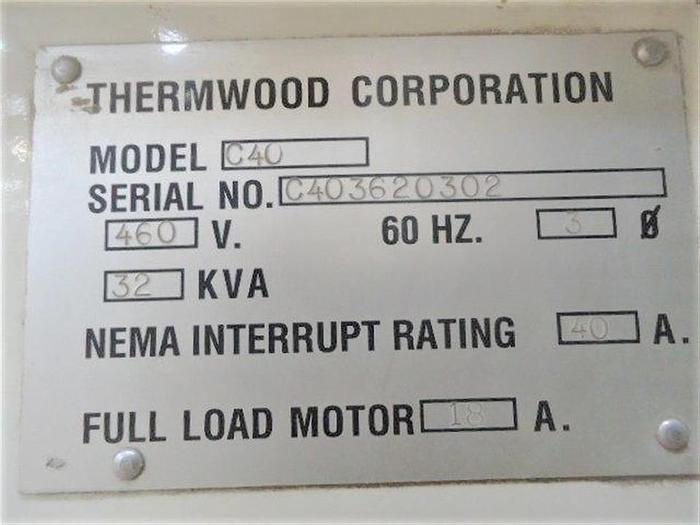 THERMWOOD CORPORATION
MODEL C40
SERIAL NO. C403620302
460 V. 60 HZ. 3 Ø
32 KVA
NEMA INTERRUPT RATING 40 A.
FULL LOAD MOTOR 18 A.